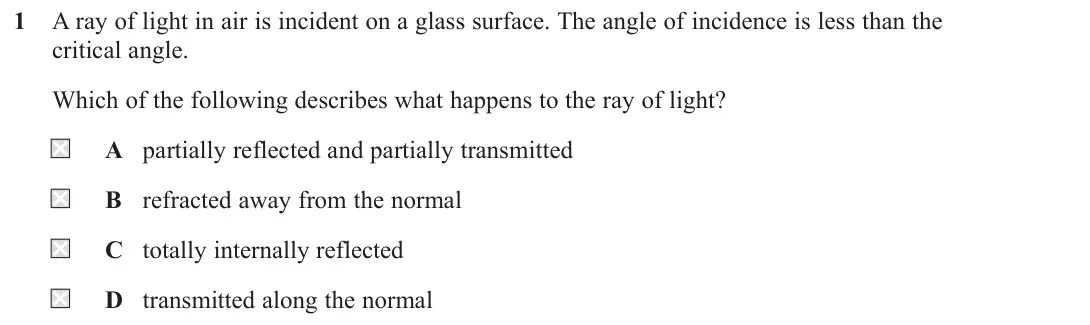 1 A ray of light in air is incident on a glass surface. The angle of incidence is less than the
critical angle.
Which of the following describes what happens to the ray of light?
A partially reflected and partially transmitted
B refracted away from the normal
C totally internally reflected
D transmitted along the normal